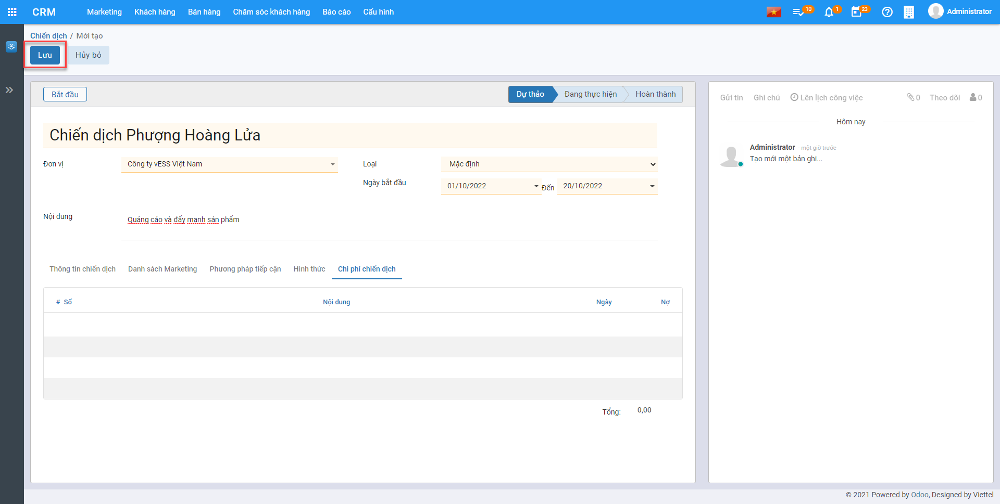 CRM Marketing Khách hàng Bán hàng Chăm sóc khách hàng Báo cáo Cấu hình 10 1 23 Administrator
Chiến dịch / Mới tạo
Lưu Hủy bỏ
Bắt đầu Dự thảo Đang thực hiện Hoàn thành
Chiến dịch Phượng Hoàng Lửa
Đơn vị Công ty vESS Việt Nam Loại Mặc định
Ngày bắt đầu 01/10/2022 Đến 20/10/2022
Nội dung Quảng cáo và đẩy mạnh sản phẩm
Thông tin chiến dịch Danh sách Marketing Phương pháp tiếp cận Hình thức Chi phí chiến dịch
# Số Nội dung Ngày Nợ
Tổng: 0,00
Gửi tin Ghi chú Lên lịch công việc 0 Theo dõi 0
Hôm nay
Administrator - một giờ trước
Tạo mới một bản ghi...
© 2021 Powered by Odoo, Designed by Viettel